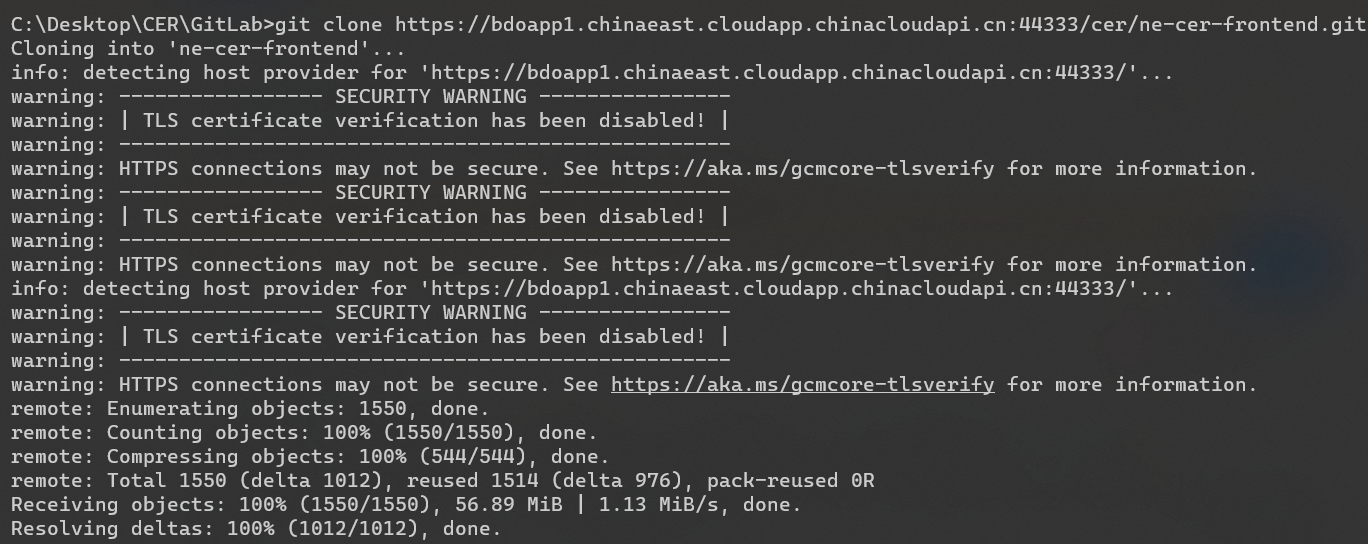 C:\Desktop\CER\GitLab>git clone https://bdoapp1.chinaeast.cloudapp.chinacloudapi.cn:44333/cer/ne-cer-frontend.git
Cloning into 'ne-cer-frontend'...
info: detecting host provider for 'https://bdoapp1.chinaeast.cloudapp.chinacloudapi.cn:44333/'...
warning: ----------------- SECURITY WARNING ----------------
warning: | TLS certificate verification has been disabled! |
warning: ---------------------------------------------------
warning: HTTPS connections may not be secure. See https://aka.ms/gcmcore-tlsverify for more information.
warning: ----------------- SECURITY WARNING ----------------
warning: | TLS certificate verification has been disabled! |
warning: ---------------------------------------------------
warning: HTTPS connections may not be secure. See https://aka.ms/gcmcore-tlsverify for more information.
info: detecting host provider for 'https://bdoapp1.chinaeast.cloudapp.chinacloudapi.cn:44333/'...
warning: ----------------- SECURITY WARNING ----------------
warning: | TLS certificate verification has been disabled! |
warning: ---------------------------------------------------
warning: HTTPS connections may not be secure. See https://aka.ms/gcmcore-tlsverify for more information.
remote: Enumerating objects: 1550, done.
remote: Counting objects: 100% (1550/1550), done.
remote: Compressing objects: 100% (544/544), done.
remote: Total 1550 (delta 1012), reused 1514 (delta 976), pack-reused 0R
Receiving objects: 100% (1550/1550), 56.89 MiB | 1.13 MiB/s, done.
Resolving deltas: 100% (1012/1012), done.